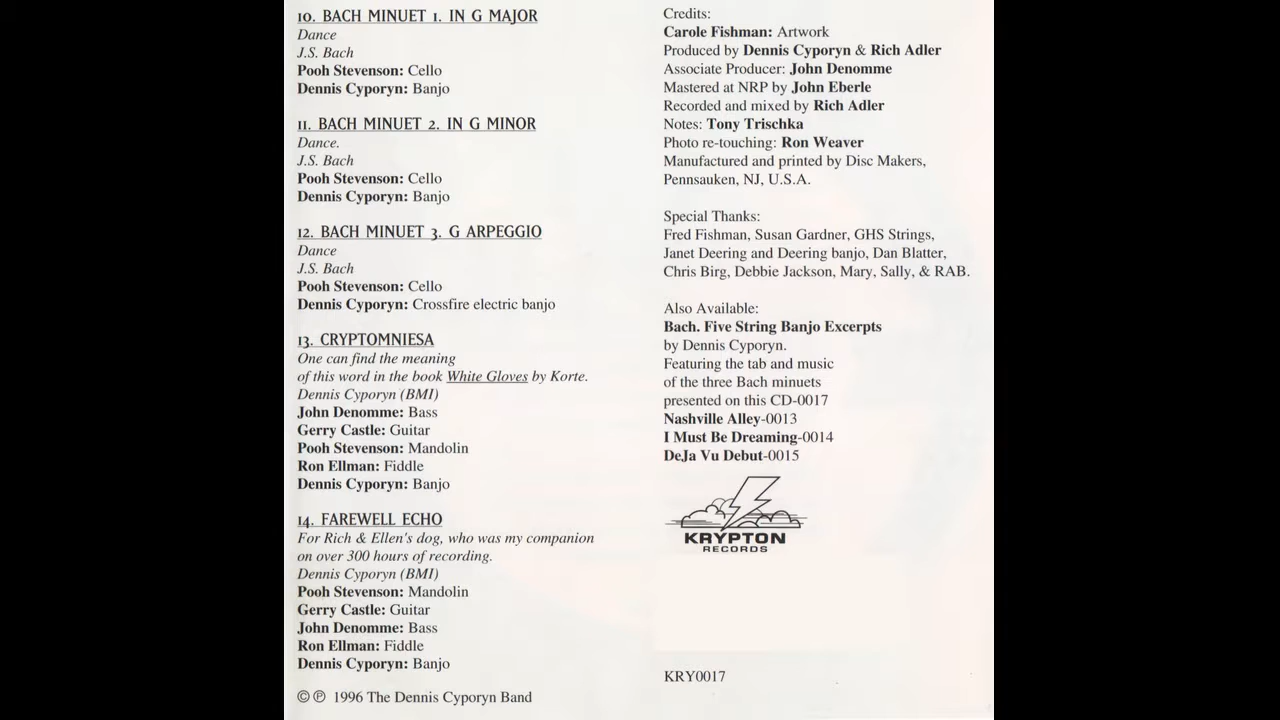 10. BACH MINUET 1. IN G MAJOR
Dance
J.S. Bach
Pooh Stevenson: Cello
Dennis Cyporyn: Banjo
11. BACH MINUET 2. IN G MINOR
Dance.
J.S. Bach
Pooh Stevenson: Cello
Dennis Cyporyn: Banjo
12. BACH MINUET 3. G ARPEGGIO
Dance
J.S. Bach
Pooh Stevenson: Cello
Dennis Cyporyn: Crossfire electric banjo
13. CRYPTOMNIESA
One can find the meaning
of this word in the book White Gloves by Korte.
Dennis Cyporyn (BMI)
John Denomme: Bass
Gerry Castle: Guitar
Pooh Stevenson: Mandolin
Ron Ellman: Fiddle
Dennis Cyporyn: Banjo
14. FAREWELL ECHO
For Rich & Ellen's dog, who was my companion
on over 300 hours of recording.
Dennis Cyporyn (BMI)
Pooh Stevenson: Mandolin
Gerry Castle: Guitar
John Denomme: Bass
Ron Ellman: Fiddle
Dennis Cyporyn: Banjo
© ℗ 1996 The Dennis Cyporyn Band
Credits:
Carole Fishman: Artwork
Produced by Dennis Cyporyn & Rich Adler
Associate Producer: John Denomme
Mastered at NRP by John Eberle
Recorded and mixed by Rich Adler
Notes: Tony Trischka
Photo re-touching: Ron Weaver
Manufactured and printed by Disc Makers,
Pennsauken, NJ, U.S.A.
Special Thanks:
Fred Fishman, Susan Gardner, GHS Strings,
Janet Deering and Deering banjo, Dan Blatter,
Chris Birg, Debbie Jackson, Mary, Sally, & RAB.
Also Available:
Bach. Five String Banjo Excerpts
by Dennis Cyporyn.
Featuring the tab and music
of the three Bach minuets
presented on this CD-0017
Nashville Alley-0013
I Must Be Dreaming-0014
DeJa Vu Debut-0015
KRYPTON
RECORDS
KRY0017